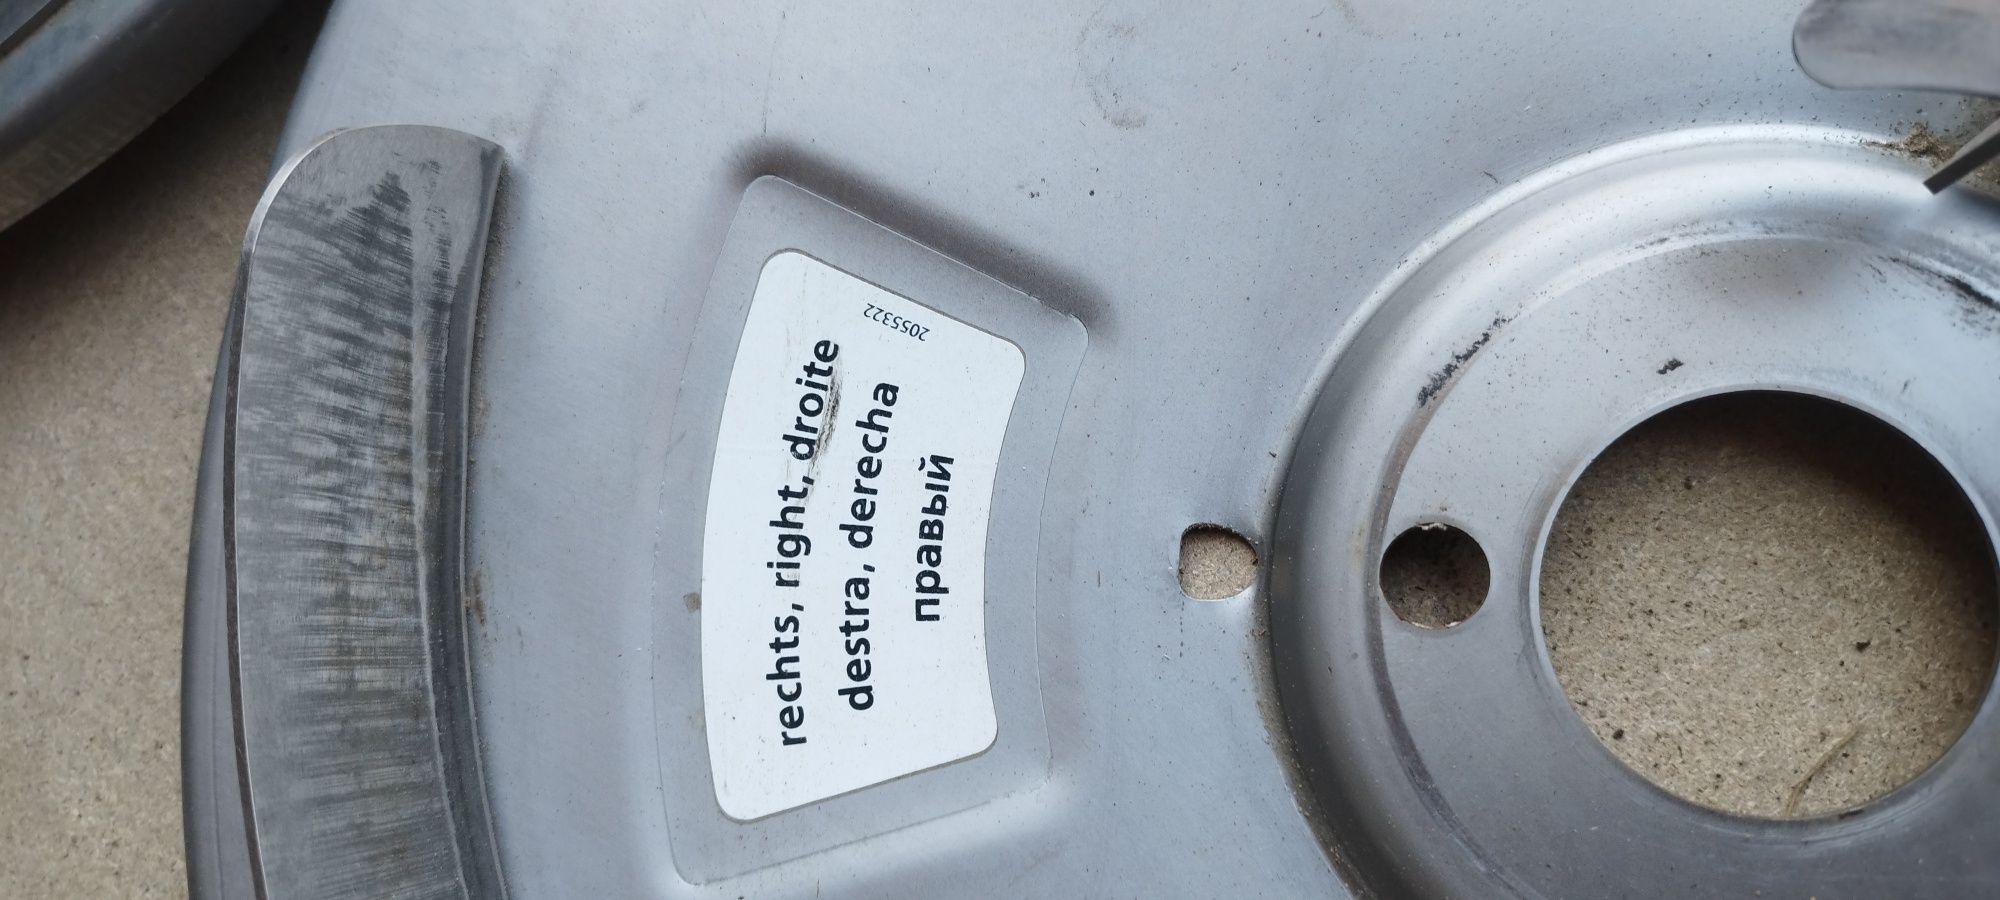 rechts, right, droite
destra, derecha
правый
2055322